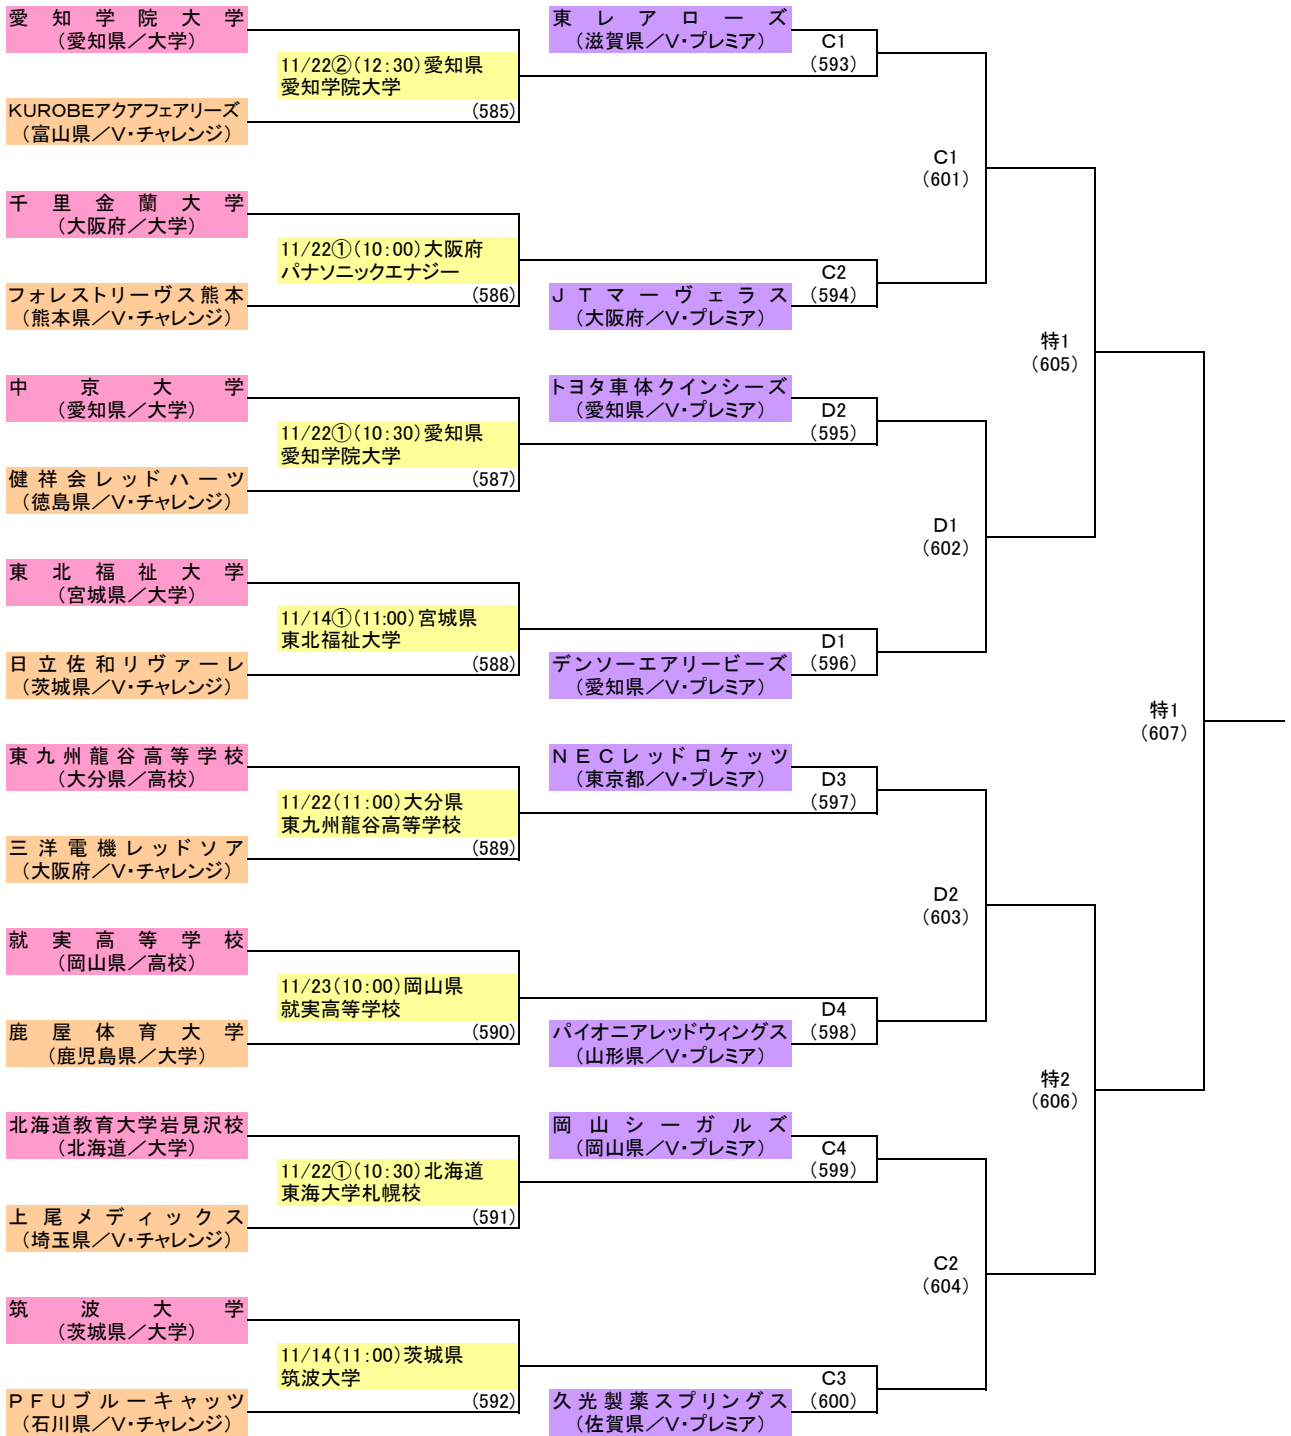 愛知学院大学
（愛知県／大学）
11/22②(12:30)愛知県
愛知学院大学
(585)
KUROBEアクアフェアリーズ
（富山県／V・チャレンジ）
東レアローズ
（滋賀県／V・プレミア）
C1
(593)
千里金蘭大学
（大阪府／大学）
11/22①(10:00)大阪府
パナソニックエナジー
(586)
フォレストリーヴス熊本
（熊本県／V・チャレンジ）
JTマーヴェラス
（大阪府／V・プレミア）
C2
(594)
C1
(601)
中京大学
（愛知県／大学）
11/22①(10:30)愛知県
愛知学院大学
(587)
健祥会レッドハーツ
（徳島県／V・チャレンジ）
トヨタ車体クインシーズ
（愛知県／V・プレミア）
D2
(595)
東北福祉大学
（宮城県／大学）
11/14①(11:00)宮城県
東北福祉大学
(588)
日立佐和リヴァーレ
（茨城県／V・チャレンジ）
デンソーエアリービーズ
（愛知県／V・プレミア）
D1
(596)
D1
(602)
特1
(605)
東九州龍谷高等学校
（大分県／高校）
11/22(11:00)大分県
東九州龍谷高等学校
(589)
三洋電機レッドソア
（大阪府／V・チャレンジ）
NECレッドロケッツ
（東京都／V・プレミア）
D3
(597)
就実高等学校
（岡山県／高校）
11/23(10:00)岡山県
就実高等学校
(590)
鹿屋体育大学
（鹿児島県／大学）
パイオニアレッドウィングス
（山形県／V・プレミア）
D4
(598)
D2
(603)
北海道教育大学岩見沢校
（北海道／大学）
11/22①(10:30)北海道
東海大学札幌校
(591)
上尾メディックス
（埼玉県／V・チャレンジ）
岡山シーガルズ
（岡山県／V・プレミア）
C4
(599)
筑波大学
（茨城県／大学）
11/14(11:00)茨城県
筑波大学
(592)
PFUブルーキャッツ
（石川県／V・チャレンジ）
久光製薬スプリングス
（佐賀県／V・プレミア）
C3
(600)
C2
(604)
特2
(606)
特1
(607)